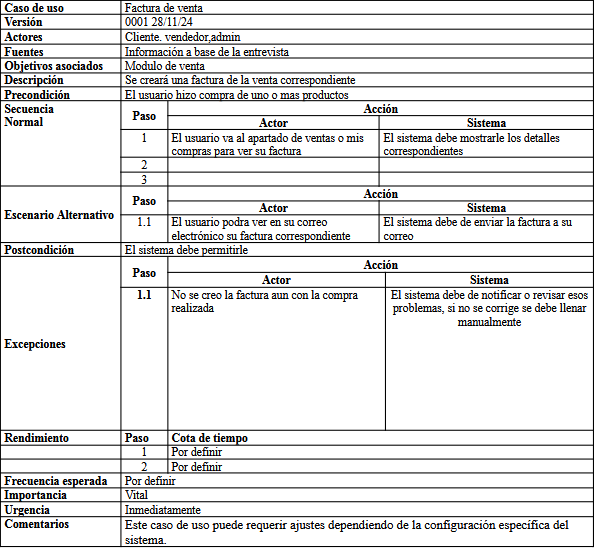 Caso de uso Factura de venta
Versión 0001 28/11/24
Actores Cliente. vendedor,admin
Fuentes Información a base de la entrevista
Objetivos asociados Modulo de venta
Descripción Se creará una factura de la venta correspondiente
Precondición El usuario hizo compra de uno o mas productos
Secuencia
Normal
Paso Acción
Actor Sistema
1 El usuario va al apartado de ventas o mis El sistema debe mostrarle los detalles
compras para ver su factura correspondientes
2
3
Escenario Alternativo
Paso Acción
Actor Sistema
1.1 El usuario podra ver en su correo El sistema debe de enviar la factura a su
electrónico su factura correspondiente correo
Postcondición El sistema debe permitirle
Excepciones
Paso Acción
Actor Sistema
1.1 No se creo la factura aun con la compra El sistema debe de notificar o revisar esos
realizada problemas, si no se corrige se debe llenar
manualmente
Rendimiento Paso Cota de tiempo
1 Por definir
2 Por definir
Frecuencia esperada Por definir
Importancia Vital
Urgencia Inmediatamente
Comentarios Este caso de uso puede requerir ajustes dependiendo de la configuración específica del
sistema.